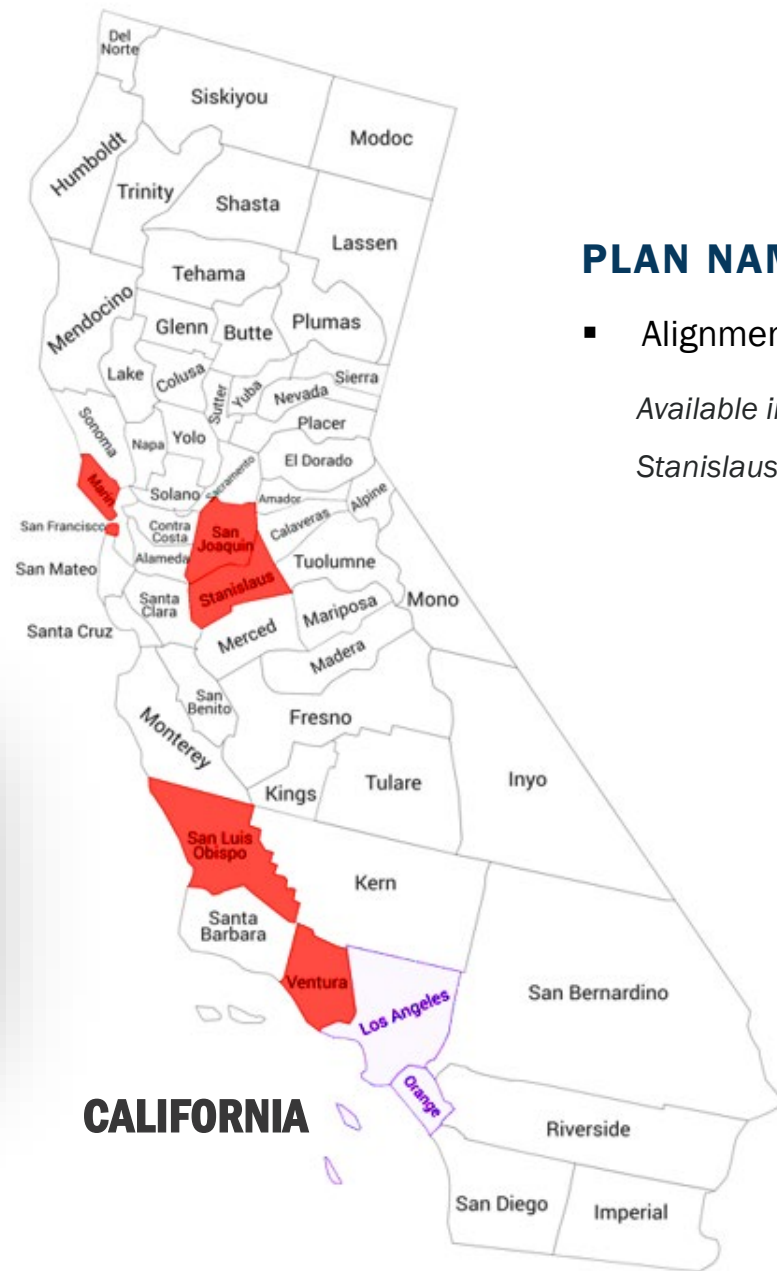 Del
Norte
Siskiyou
Modoc
Humboldt
Trinity
Shasta
Lassen
Tehama
Mendocino
Glenn
Butte
Plumas
Lake
Colusa
Sutter
Yuba
Nevada
Sierra
Placer
Sonoma
Napa
Yolo
El Dorado
Sacramento
Solano
Amador
Alpine
Marin
San Francisco
Contra
Costa
San
Joaquin
Calaveras
Alameda
Tuolumne
San Mateo
Stanislaus
Santa
Clara
Mariposa
Mono
Santa Cruz
Merced
Madera
San
Benito
Monterey
Fresno
Kings
Tulare
Inyo
San Luis
Obispo
Kern
Santa
Barbara
Ventura
Los Angeles
San Bernardino
Orange
Riverside
San Diego
Imperial
CALIFORNIA
PLAN NAM
▪ Alignmen
Available in
Stanislaus